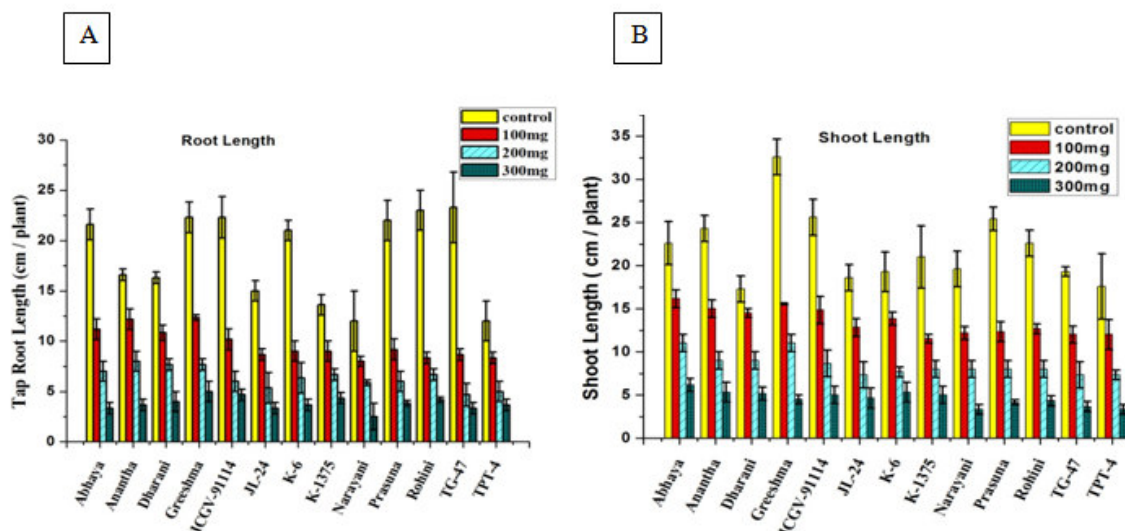 A
B
Root Length
control
100mg
200mg
300mg
Tap Root Length (cm / plant)
30
25
20
15
10
5
0
Abhaya
Anantha
Dharani
Greeshma
ICGV-91114
JL-24
K-6
K-1375
Narayani
Prasuna
Rohini
TG-47
TPT-4
Shoot Length
control
100mg
200mg
300mg
Shoot Length ( cm / plant)
35
30
25
20
15
10
5
0
Abhaya
Anantha
Dharani
Greeshma
ICGV-91114
JL-24
K-6
K-1375
Narayani
Prasuna
Rohini
TG-47
TPT-4